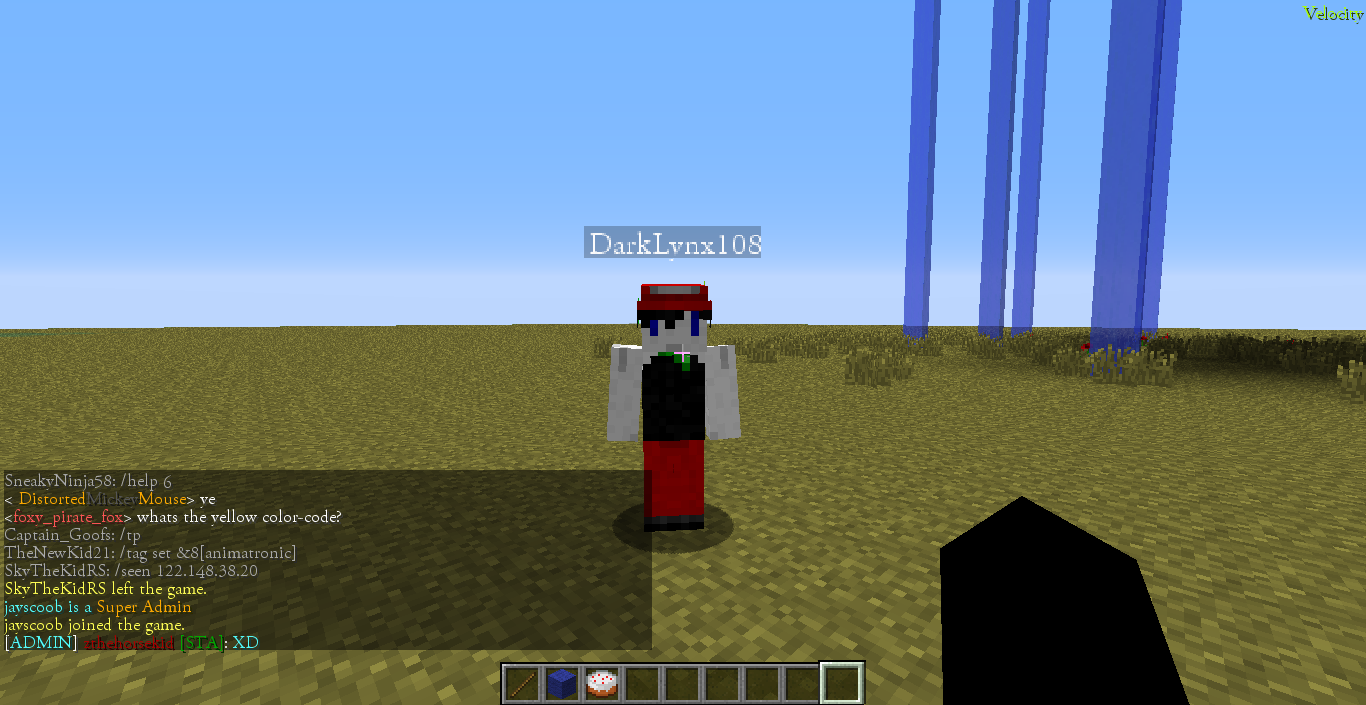 Velocity
DarkLynx108
SneakyNinja58: /help 6
< DistortedMickeyMouse> ye
<foxy_pirate_fox> whats the yellow color-code?
Captain_Goofs: /tp
TheNewKid21: /tag set &8[animatronic]
SkyTheKidRS: /seen 122.148.38.20
SkyTheKidRS left the game.
jayscoob is a Super Admin
jayscoob joined the game.
[ADMIN] [STA]: XD